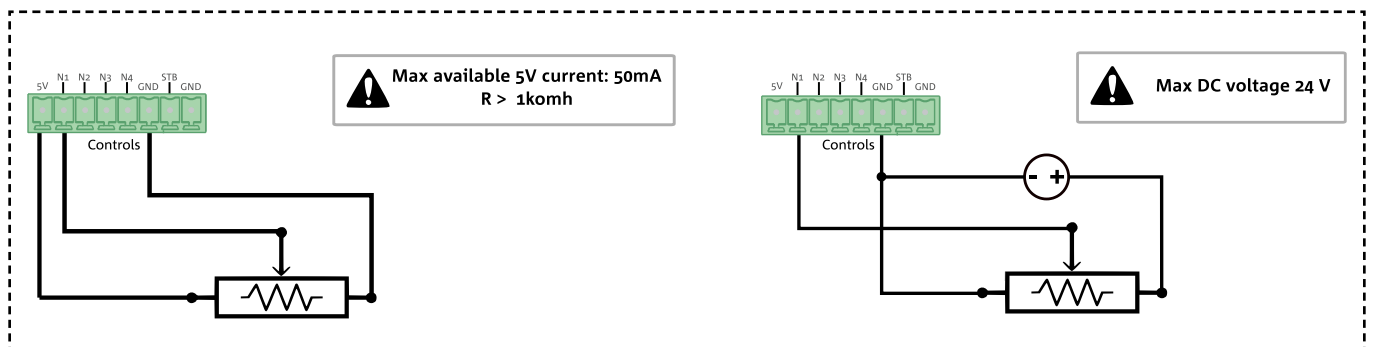 5V N1 N2 N3 N4 GND STB GND
Controls
Max available 5V current: 50mA
R > 1komh
5V N1 N2 N3 N4 GND STB GND
Controls
Max DC voltage 24 V
- +